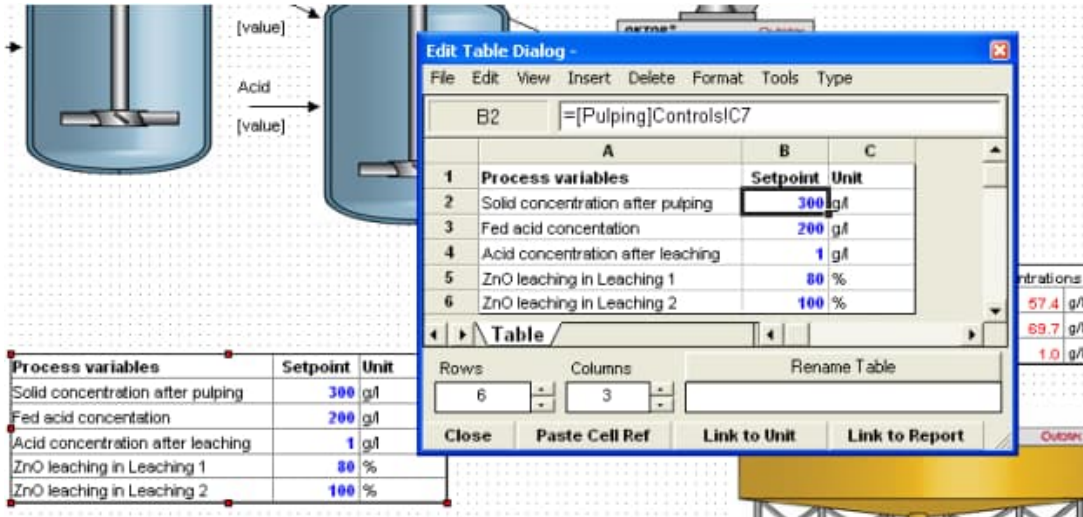 [value]
Acid
[value]
Outotec
Edit Table Dialog -
File Edit View Insert Delete Format Tools Type
B2 =[Pulping]Controls!C7
A B C
1 Process variables Setpoint Unit
2 Solid concentration after pulping 300 g/l
3 Fed acid concentation 200 g/l
4 Acid concentration after leaching 1 g/l
5 ZnO leaching in Leaching 1 80 %
6 ZnO leaching in Leaching 2 100 %
Table
Rows Columns Rename Table
6 3
Close Paste Cell Ref Link to Unit Link to Report
ntrations
57.4 g/l
69.7 g/l
1.0 g/l
Outotec
Process variables Setpoint Unit
Solid concentration after pulping 300 g/l
Fed acid concentation 200 g/l
Acid concentration after leaching 1 g/l
ZnO leaching in Leaching 1 80 %
ZnO leaching in Leaching 2 100 %